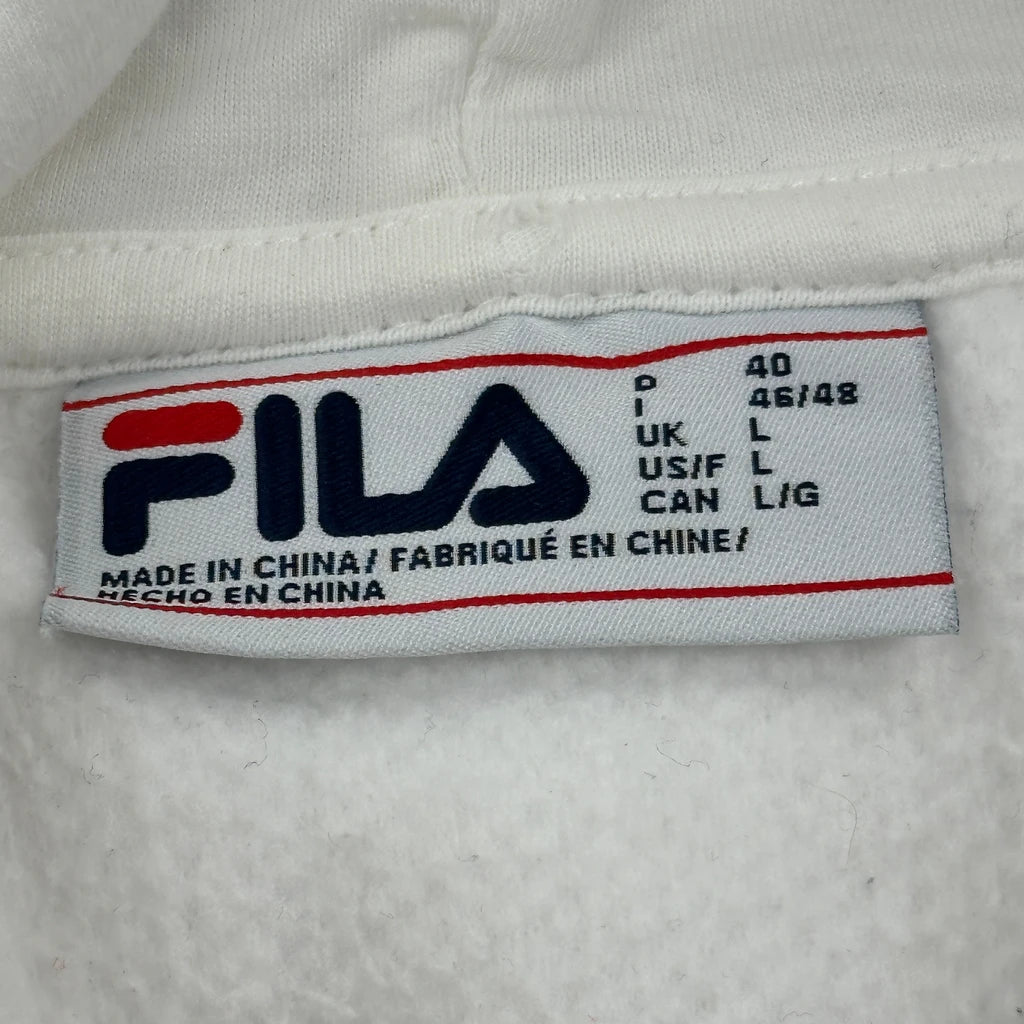 FILA
D 40
I 46/48
UK L
US/F L
CAN L/G
MADE IN CHINA/ FABRIQUÉ EN CHINE/
HECHO EN CHINA